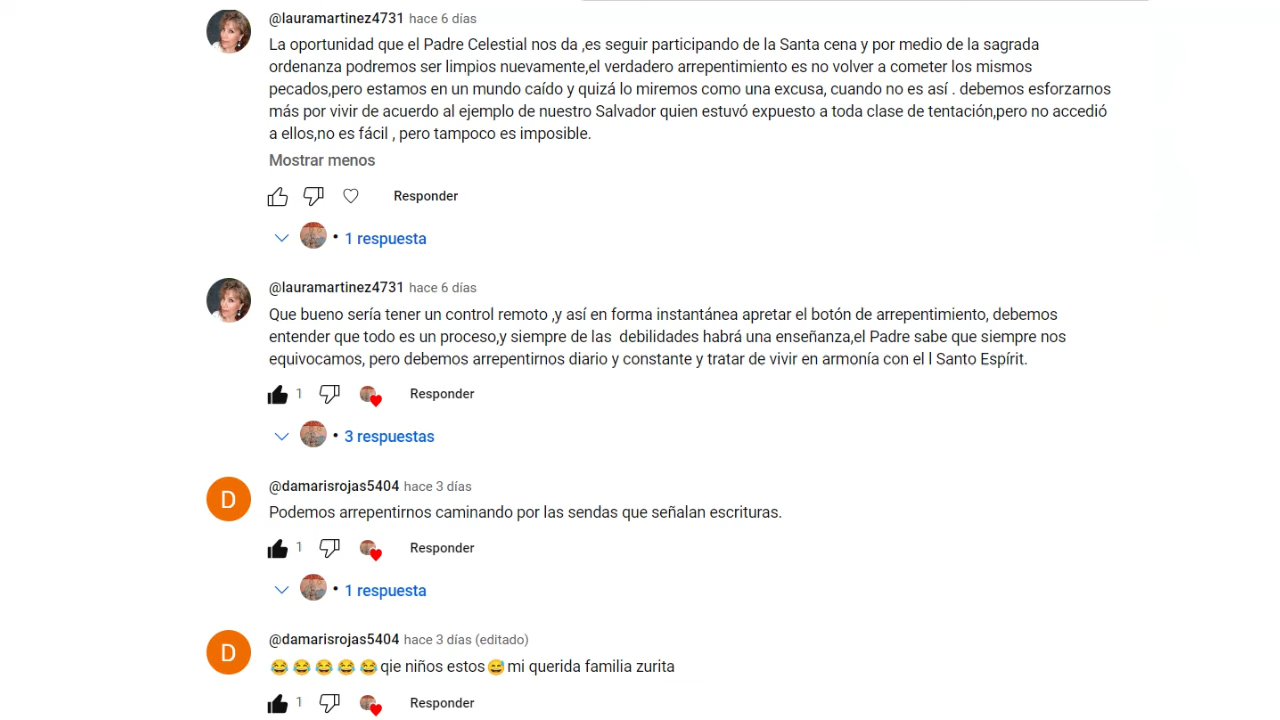 @lauramartinez4731 hace 6 días
La oportunidad que el Padre Celestial nos da ,es seguir participando de la Santa cena y por medio de la sagrada
ordenanza podremos ser limpios nuevamente,el verdadero arrepentimiento es no volver a cometer los mismos
pecados,pero estamos en un mundo caído y quizá lo miremos como una excusa, cuando no es así . debemos esforzarnos
más por vivir de acuerdo al ejemplo de nuestro Salvador quien estuvó expuesto a toda clase de tentación,pero no accedió
a ellos,no es fácil , pero tampoco es imposible.
Mostrar menos
Responder
• 1 respuesta
@lauramartinez4731 hace 6 días
Que bueno sería tener un control remoto ,y así en forma instantánea apretar el botón de arrepentimiento, debemos
entender que todo es un proceso,y siempre de las  debilidades habrá una enseñanza,el Padre sabe que siempre nos
equivocamos, pero debemos arrepentirnos diario y constante y tratar de vivir en armonía con el l Santo Espírit.
1 Responder
• 3 respuestas
D @damarisrojas5404 hace 3 días
Podemos arrepentirnos caminando por las sendas que señalan escrituras.
1 Responder
• 1 respuesta
D @damarisrojas5404 hace 3 días (editado)
😂😂😂😂😂qie niños estos😅mi querida familia zurita
1 Responder